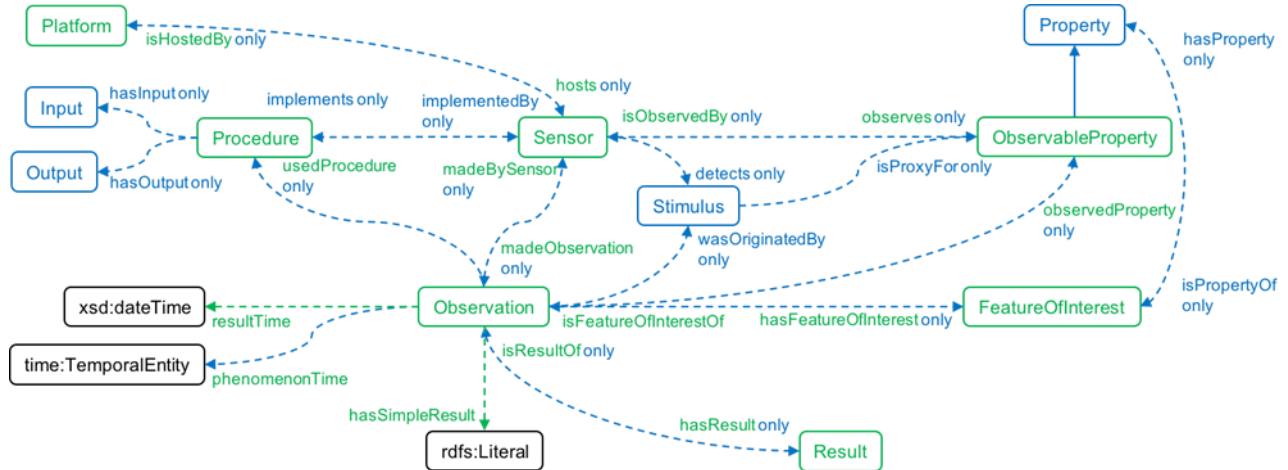 Platform
isHostedBy only
Property
hasProperty
only
Input
hasInput only
implements only
implementedBy
only
hosts only
isObservedBy only
observes only
Procedure
Sensor
ObservableProperty
Output
hasOutput only
usedProcedure
only
madeBySensor
only
detects only
isProxyFor only
Stimulus
observedProperty
only
madeObservation
only
wasOriginatedBy
only
isPropertyOf
only
xsd:dateTime
resultTime
Observation
isFeatureOfInterestOf
hasFeatureOfInterest only
FeatureOfInterest
time:TemporalEntity
phenomenonTime
isResultOf only
hasSimpleResult
hasResult only
rdfs:Literal
Result